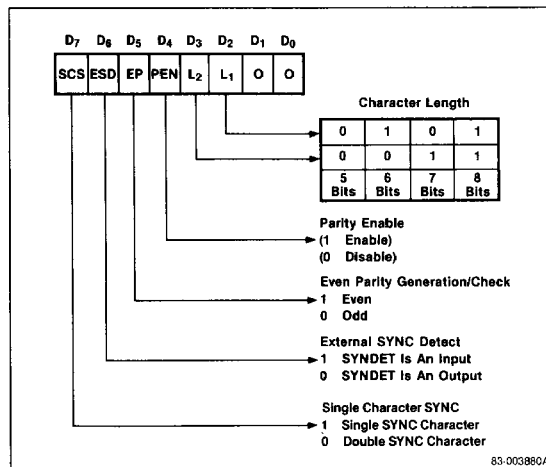 D7 D6 D5 D4 D3 D2 D1 D0
SCS ESD EP PEN L2 L1 O O
Character Length
0 1 0 1
0 0 1 1
5 6 7 8
Bits Bits Bits Bits
Parity Enable
(1 Enable)
(0 Disable)
Even Parity Generation/Check
1 Even
0 Odd
External SYNC Detect
1 SYNDET Is An Input
0 SYNDET Is An Output
Single Character SYNC
1 Single SYNC Character
0 Double SYNC Character
83-003880A